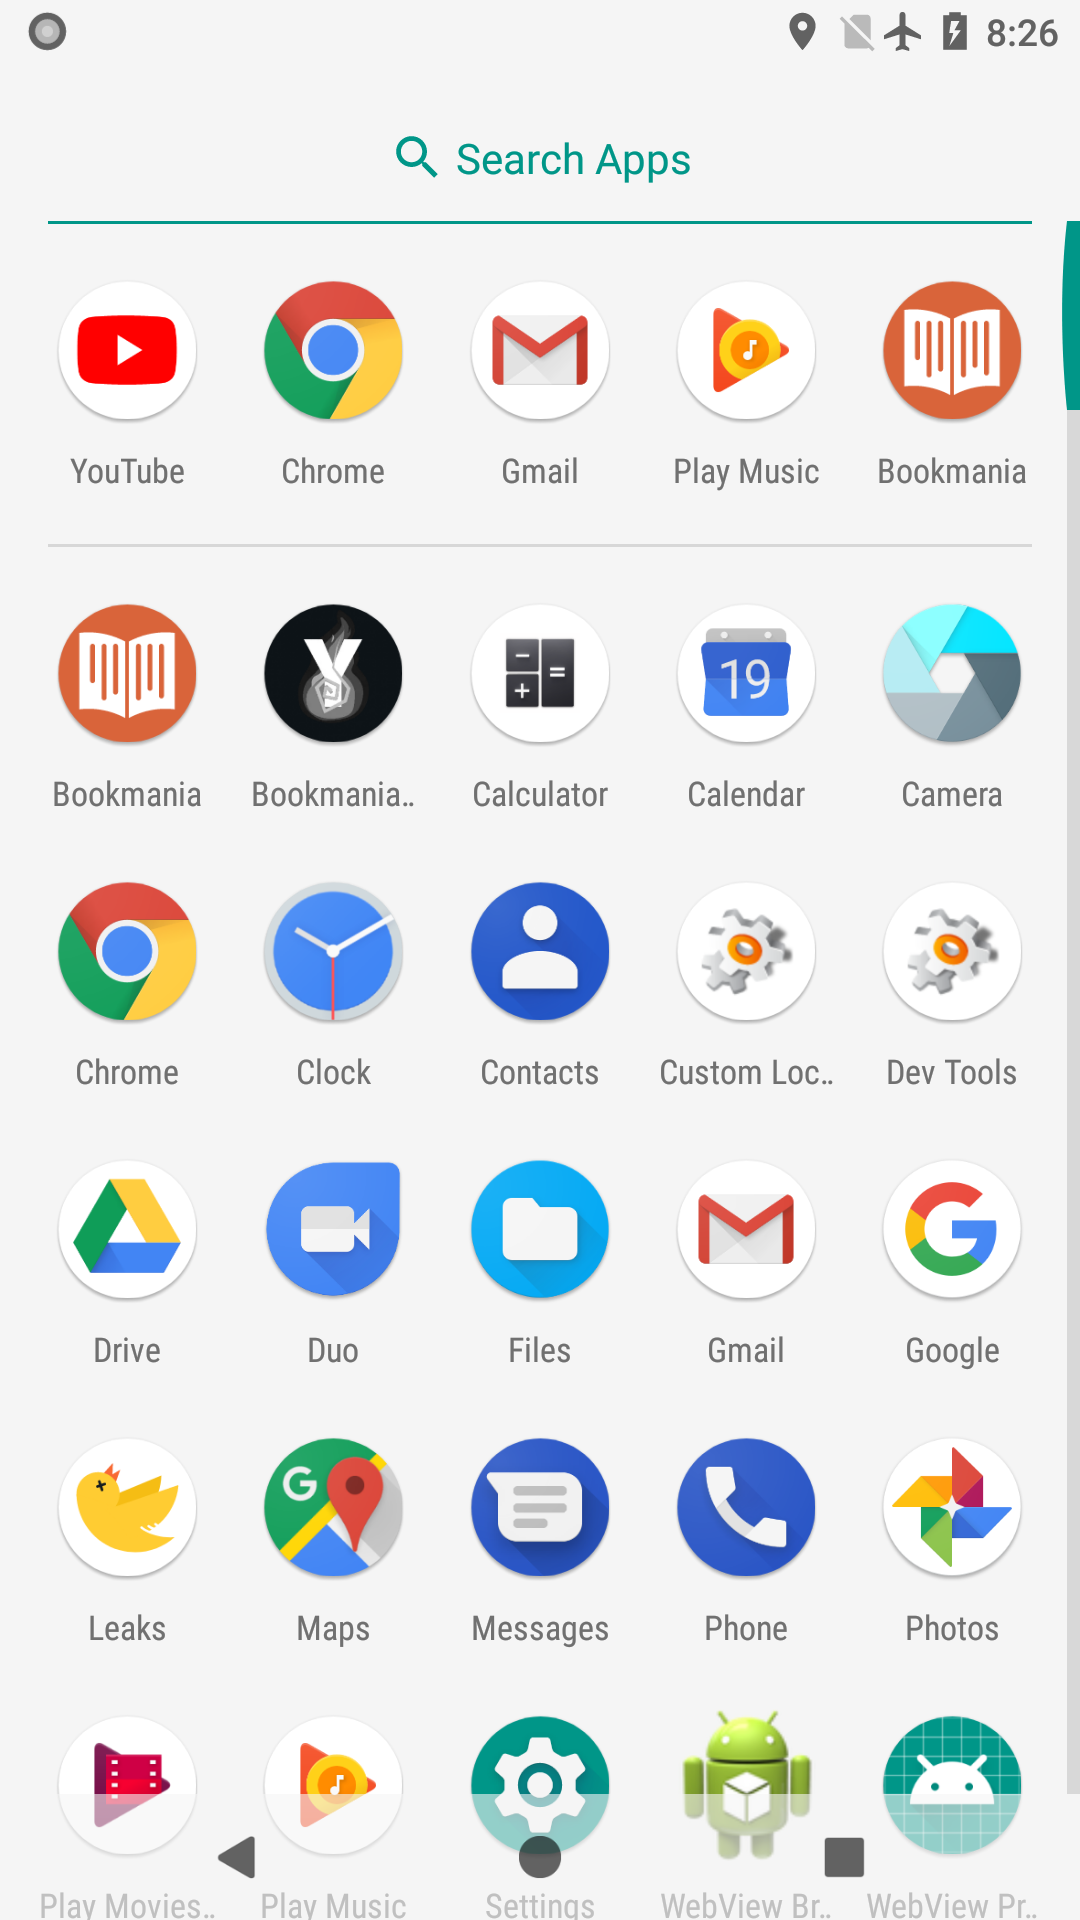 8:26
Search Apps
YouTube Chrome Gmail Play Music Bookmania
19
Bookmania Bookmania.. Calculator Calendar Camera
Chrome Clock Contacts Custom Loc.. Dev Tools
Drive Duo Files Gmail Google
G
Leaks Maps Messages Phone Photos
Play Movies.. Play Music Settings WebView Br.. WebView Pr..